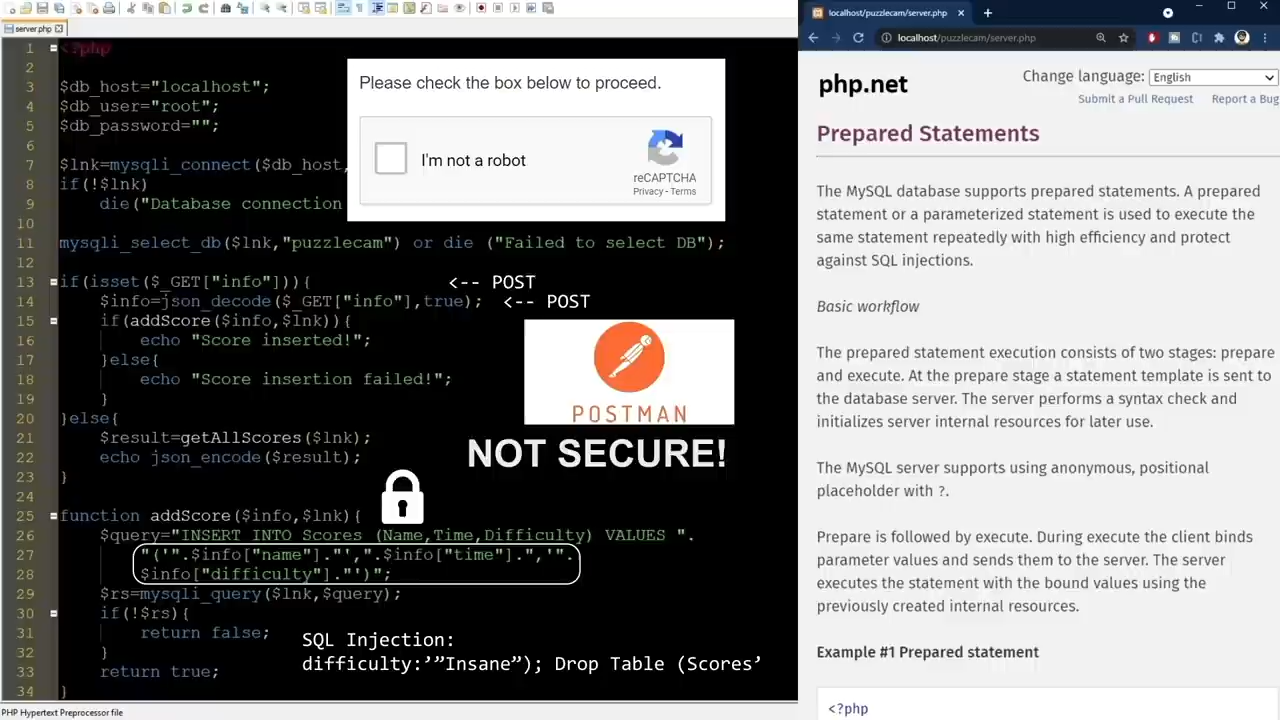 server.php
1 <?php
2
3 $db_host="localhost";
4 $db_user="root";
5 $db_password="";
6
7 $lnk=mysqli_connect($db_host,
8 if(!$lnk)
9 die("Database connection
10
11 mysqli_select_db($lnk,"puzzlecam") or die ("Failed to select DB");
12
13 if(isset($_GET["info"])){ <-- POST
14 $info=json_decode($_GET["info"],true); <-- POST
15 if(addScore($info,$lnk)){
16 echo "Score inserted!";
17 }else{
18 echo "Score insertion failed!";
19 }
20 }else{
21 $result=getAllScores($lnk);
22 echo json_encode($result);
23 }
24
25 function addScore($info,$lnk){
26 $query="INSERT INTO Scores (Name,Time,Difficulty) VALUES ".
27 "('".$info["name"]."',".$info["time"].",'".
28 $info["difficulty"]."')";
29 $rs=mysqli_query($lnk,$query);
30 if(!$rs){
31 return false;
32 }
33 return true;
34 }
Please check the box below to proceed.
I'm not a robot
reCAPTCHA
Privacy - Terms
POSTMAN
NOT SECURE!
SQL Injection:
difficulty:’”Insane”); Drop Table (Scores’
PHP Hypertext Preprocessor file
localhost/puzzlecam/server.php
localhost/puzzlecam/server.php
php.net
Change language: English
Submit a Pull Request Report a Bug
Prepared Statements
The MySQL database supports prepared statements. A prepared
statement or a parameterized statement is used to execute the
same statement repeatedly with high efficiency and protect
against SQL injections.
Basic workflow
The prepared statement execution consists of two stages: prepare
and execute. At the prepare stage a statement template is sent to
the database server. The server performs a syntax check and
initializes server internal resources for later use.
The MySQL server supports using anonymous, positional
placeholder with ?.
Prepare is followed by execute. During execute the client binds
parameter values and sends them to the server. The server
executes the statement with the bound values using the
previously created internal resources.
Example #1 Prepared statement
<?php